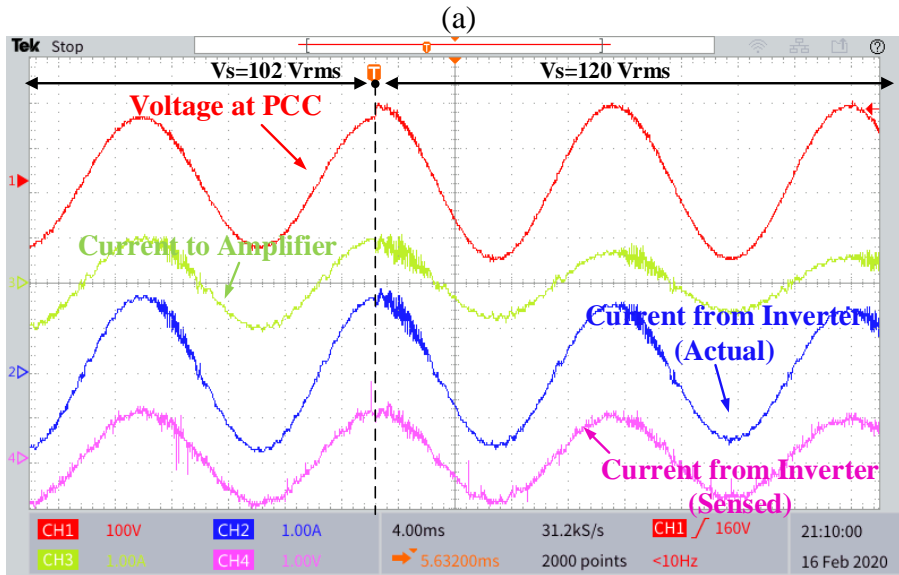 (a)
Tek Stop
T
T
Vs=102 Vrms
Vs=120 Vrms
Voltage at PCC
1
Current to Amplifier
3
Current from Inverter
(Actual)
2
Current from Inverter
(Sensed)
4
CH1 100V CH2 1.00A 4.00ms 31.2kS/s CH1 160V 21:10:00
CH3 1.00A CH4 1.00V 5.63200ms 2000 points <10Hz 16 Feb 2020